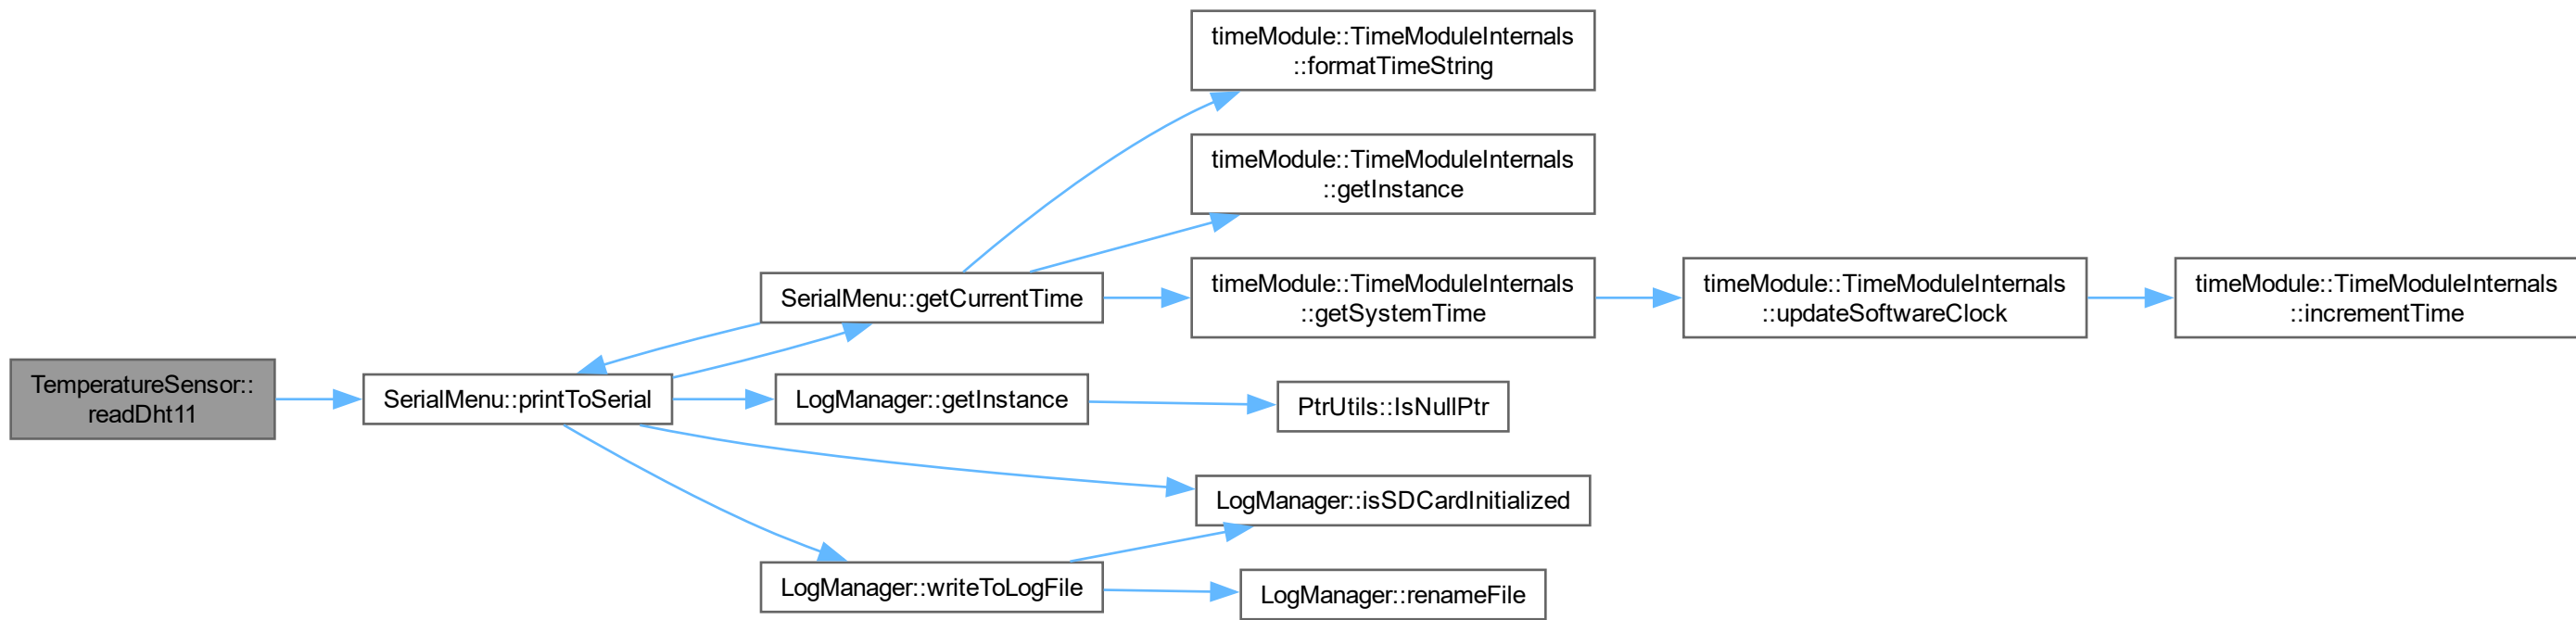 timeModule::TimeModuleInternals
::formatTimeString
timeModule::TimeModuleInternals
::getInstance
SerialMenu::getCurrentTime
timeModule::TimeModuleInternals
::getSystemTime
timeModule::TimeModuleInternals
::updateSoftwareClock
timeModule::TimeModuleInternals
::incrementTime
TemperatureSensor::
readDht11
SerialMenu::printToSerial
LogManager::getInstance
PtrUtils::IsNullPtr
LogManager::isSDCardInitialized
LogManager::writeToLogFile
LogManager::renameFile